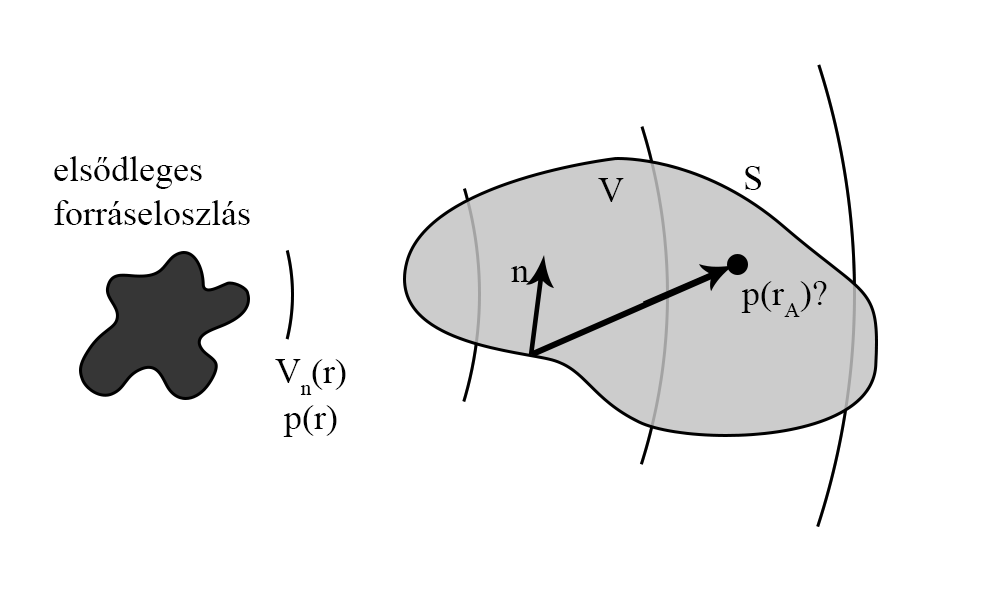 elsődleges
forráseloszlás
V
S
n
p(r_A)?
V_n(r)
p(r)